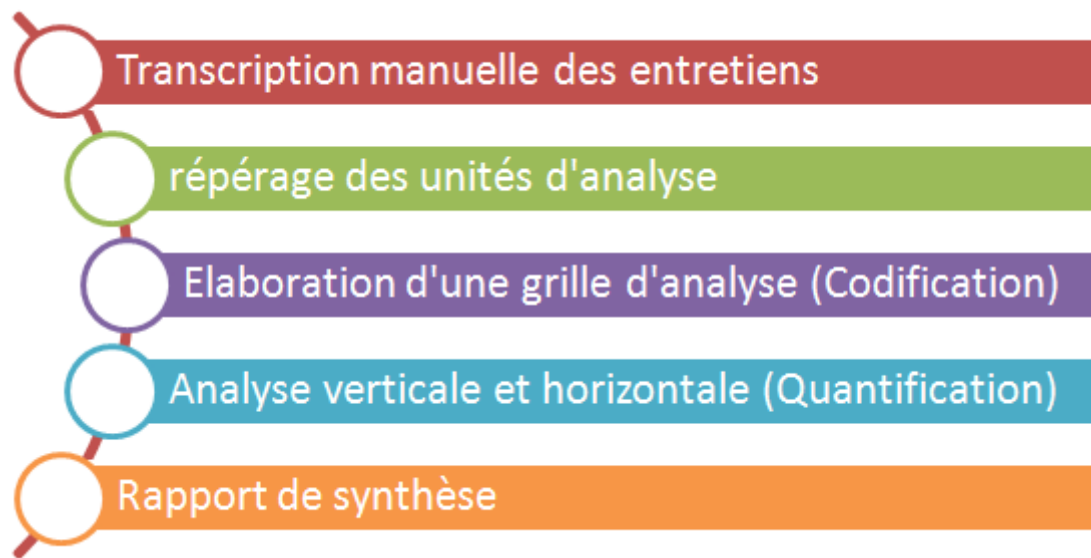 Transcription manuelle des entretiens
répérage des unités d'analyse
Elaboration d'une grille d'analyse (Codification)
Analyse verticale et horizontale (Quantification)
Rapport de synthèse